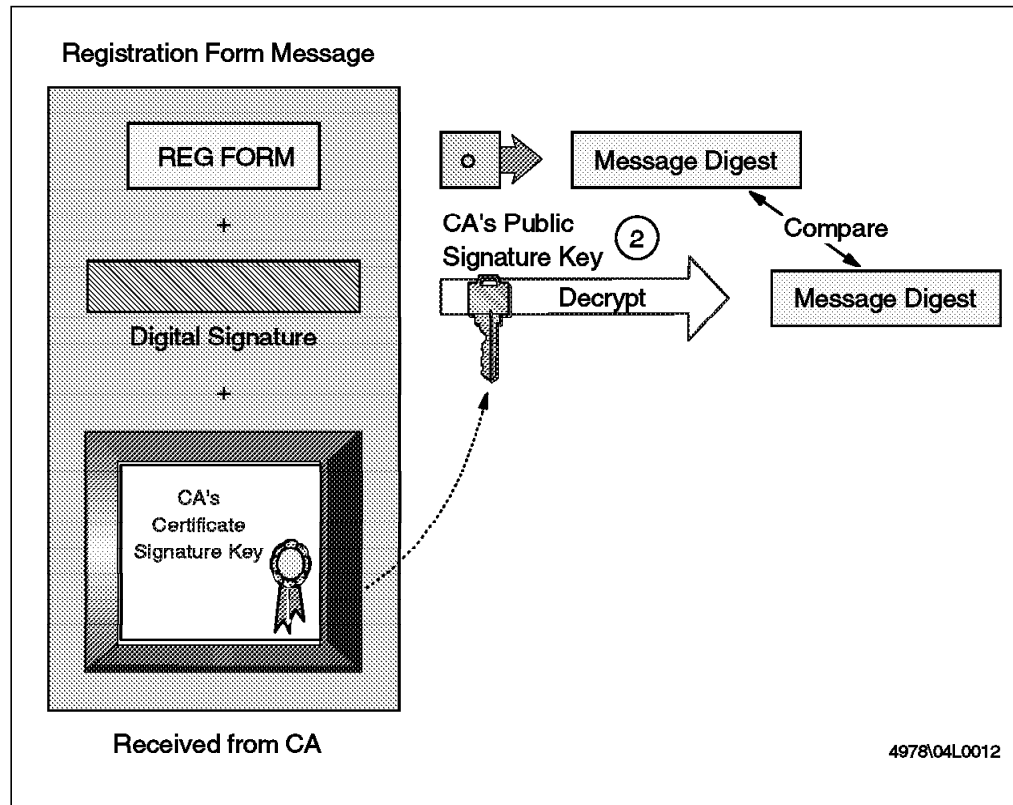 Registration Form Message
REG FORM
+
Digital Signature
+
CA's
Certificate
Signature Key
Received from CA
Message Digest
CA's Public
Signature Key
2
Decrypt
Compare
Message Digest
4978\04L0012